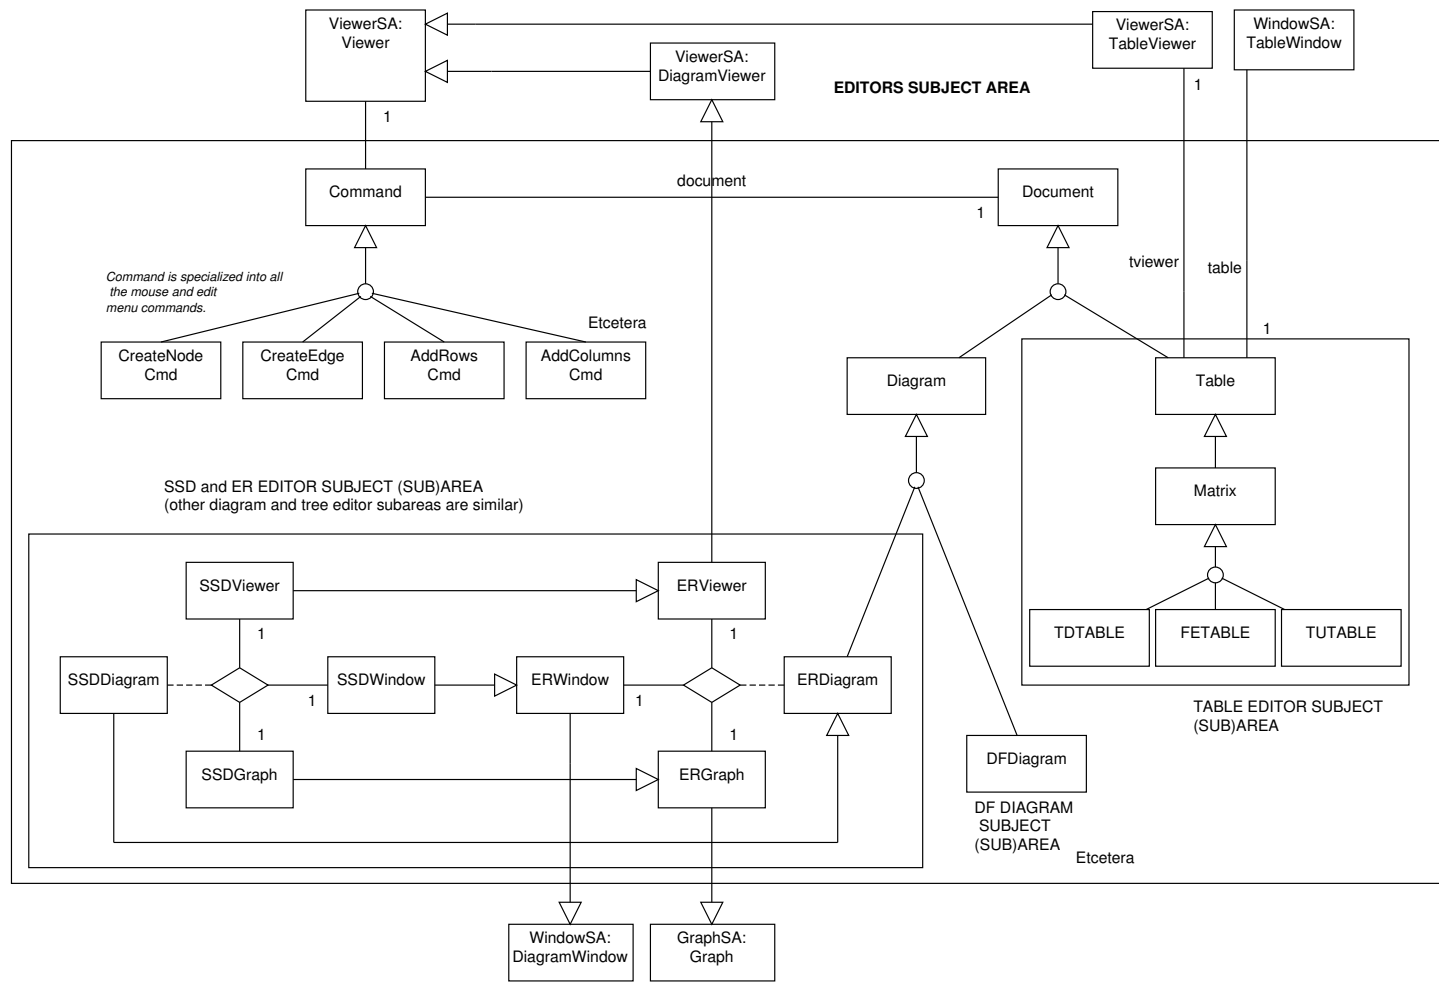 ViewerSA:
Viewer
ViewerSA:
TableViewer
WindowSA:
TableWindow
ViewerSA:
DiagramViewer
EDITORS SUBJECT AREA
1
1
Command
document
Document
1
tviewer
table
Command is specialized into all
the mouse and edit
menu commands.
Etcetera
1
CreateNode
Cmd
CreateEdge
Cmd
AddRows
Cmd
AddColumns
Cmd
Diagram
Table
SSD and ER EDITOR SUBJECT (SUB)AREA
(other diagram and tree editor subareas are similar)
Matrix
SSDViewer
ERViewer
1
1
TDTABLE
FETABLE
TUTABLE
SSDDiagram
SSDWindow
ERWindow
ERDiagram
1
1
TABLE EDITOR SUBJECT
(SUB)AREA
1
1
SSDGraph
ERGraph
DFDiagram
DF DIAGRAM
SUBJECT
(SUB)AREA
Etcetera
WindowSA:
DiagramWindow
GraphSA:
Graph